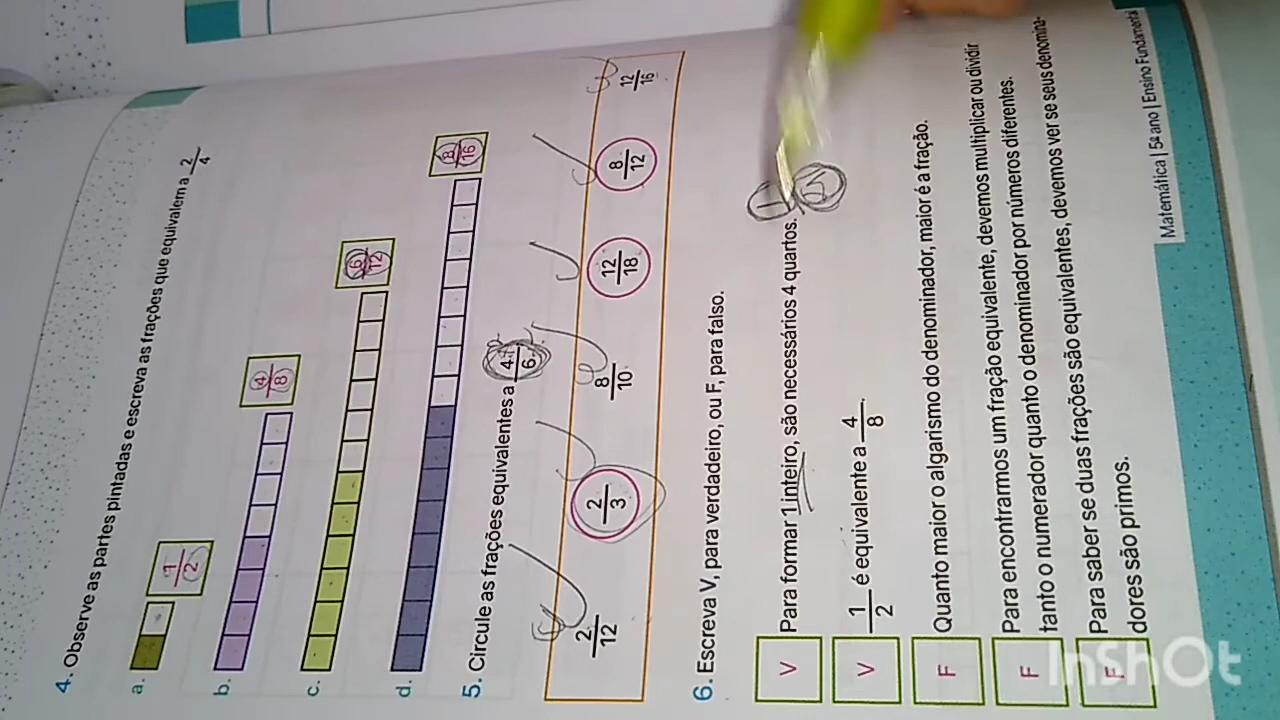 4. Observe as partes pintadas e escreva as frações que equivalem a 2/4
a. 1/2
b. 4/8
c. 6/12
d. 8/16
5. Circule as frações equivalentes a 4/6.
2/12 2/3 8/10 12/18 8/12 12/16
6. Escreva V, para verdadeiro, ou F, para falso.
V Para formar 1 inteiro, são necessários 4 quartos.
V 1/2 é equivalente a 4/8.
F Quanto maior o algarismo do denominador, maior é a fração.
F Para encontrarmos um fração equivalente, devemos multiplicar ou dividir
tanto o numerador quanto o denominador por números diferentes.
F Para saber se duas frações são equivalentes, devemos ver se seus denomina-
dores são primos.
Matemática | 5º ano | Ensino Fundamental
InShOt